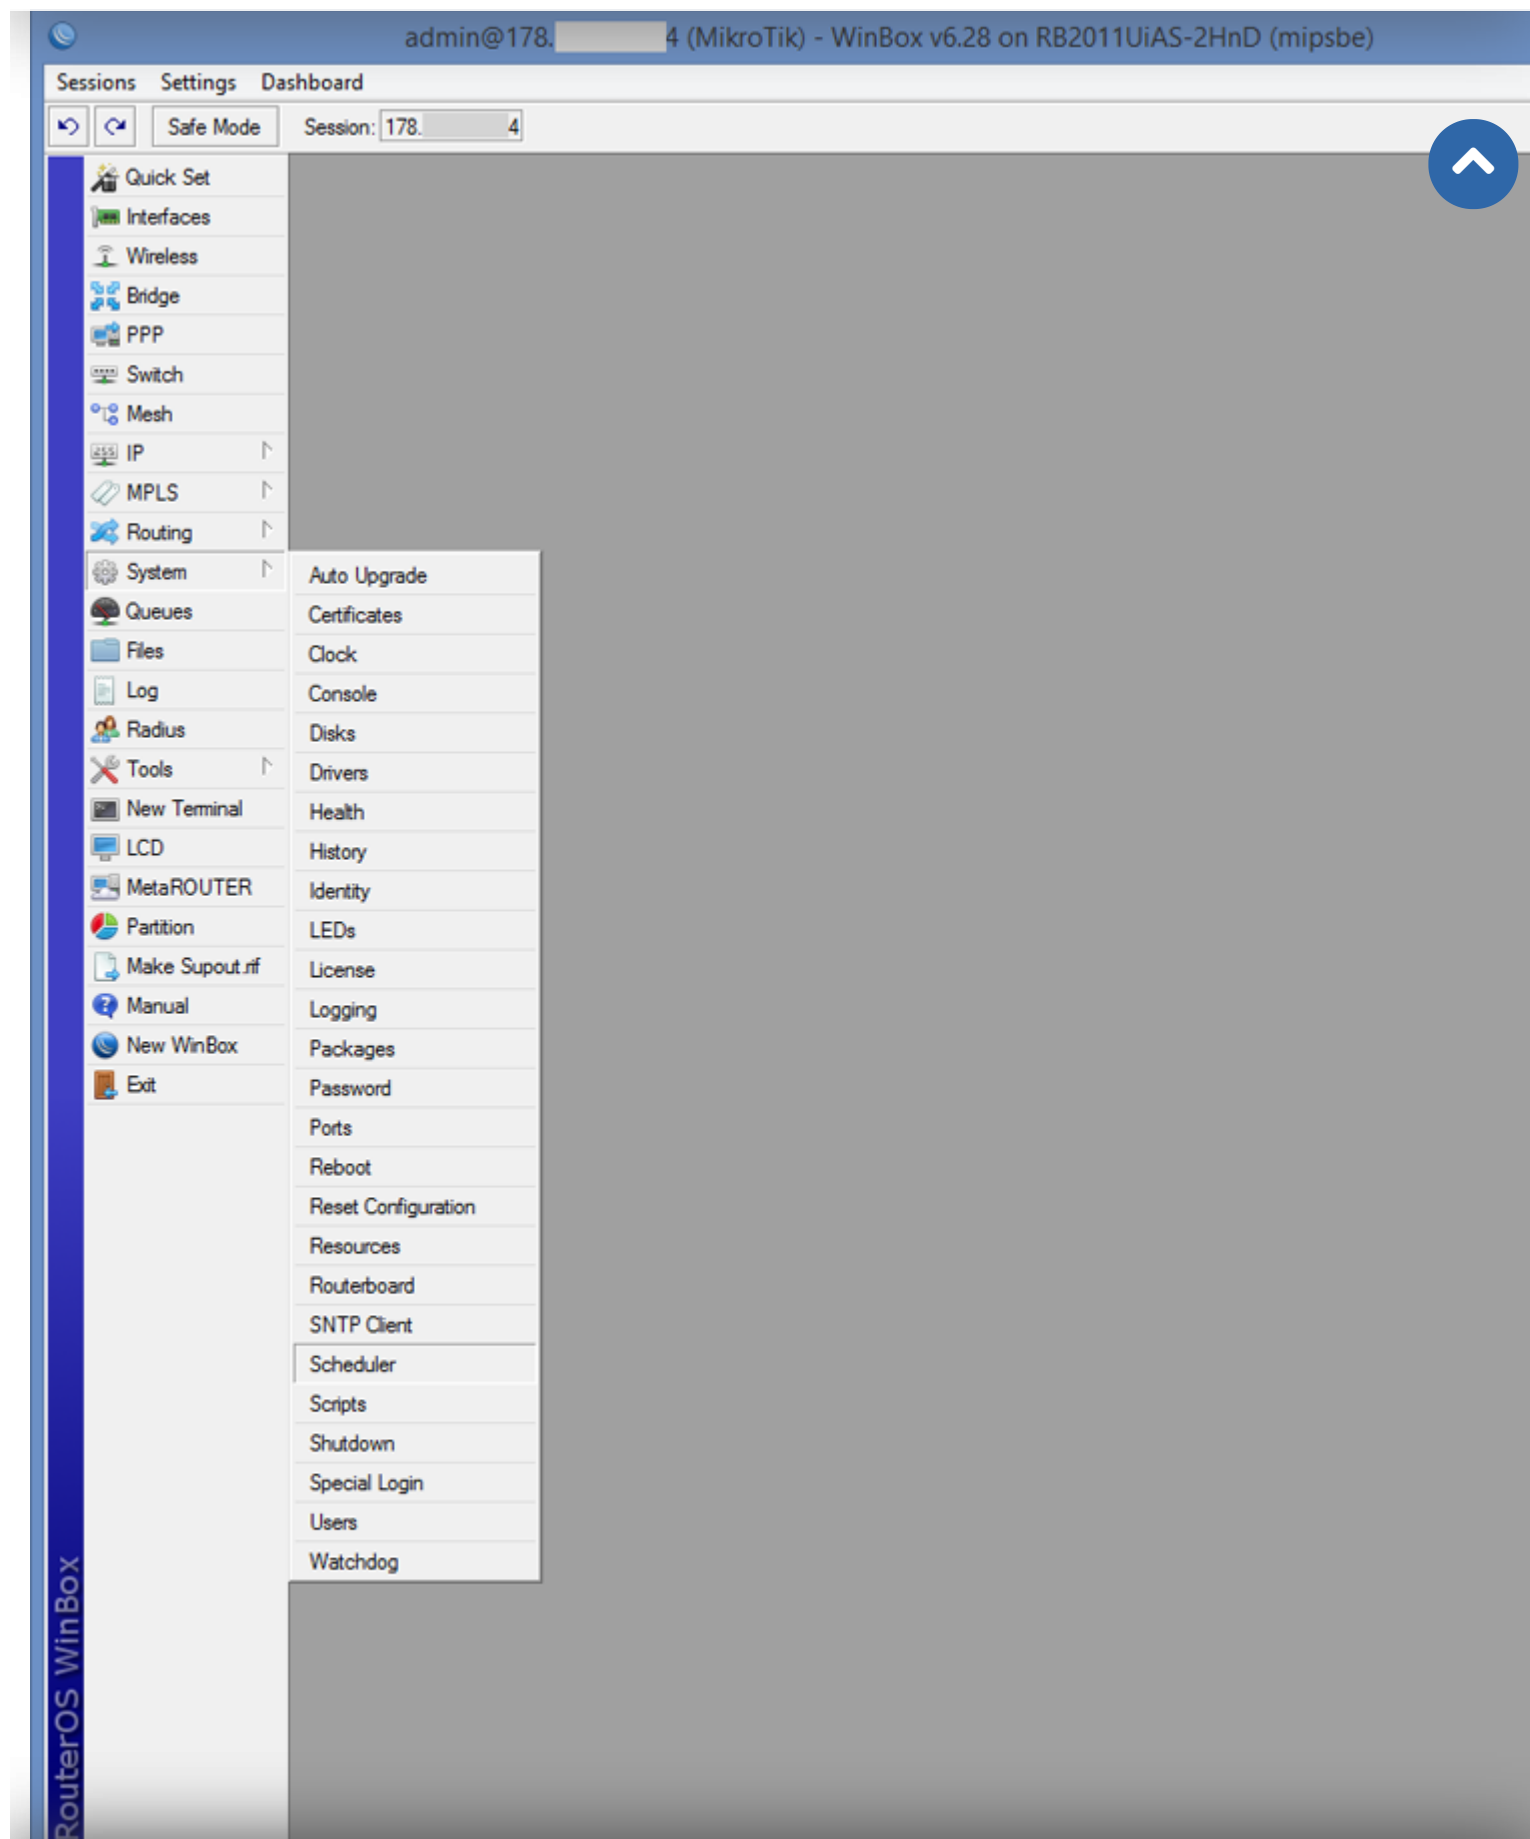 admin@178. 4 (MikroTik) - WinBox v6.28 on RB2011UiAS-2HnD (mipsbe)
Sessions Settings Dashboard
Safe Mode Session: 178. 4
Quick Set
Interfaces
Wireless
Bridge
PPP
Switch
Mesh
IP
MPLS
Routing
System
Queues
Files
Log
Radius
Tools
New Terminal
LCD
MetaROUTER
Partition
Make Supout.rif
Manual
New WinBox
Exit
Auto Upgrade
Certificates
Clock
Console
Disks
Drivers
Health
History
Identity
LEDs
License
Logging
Packages
Password
Ports
Reboot
Reset Configuration
Resources
Routerboard
SNTP Client
Scheduler
Scripts
Shutdown
Special Login
Users
Watchdog
RouterOS WinBox